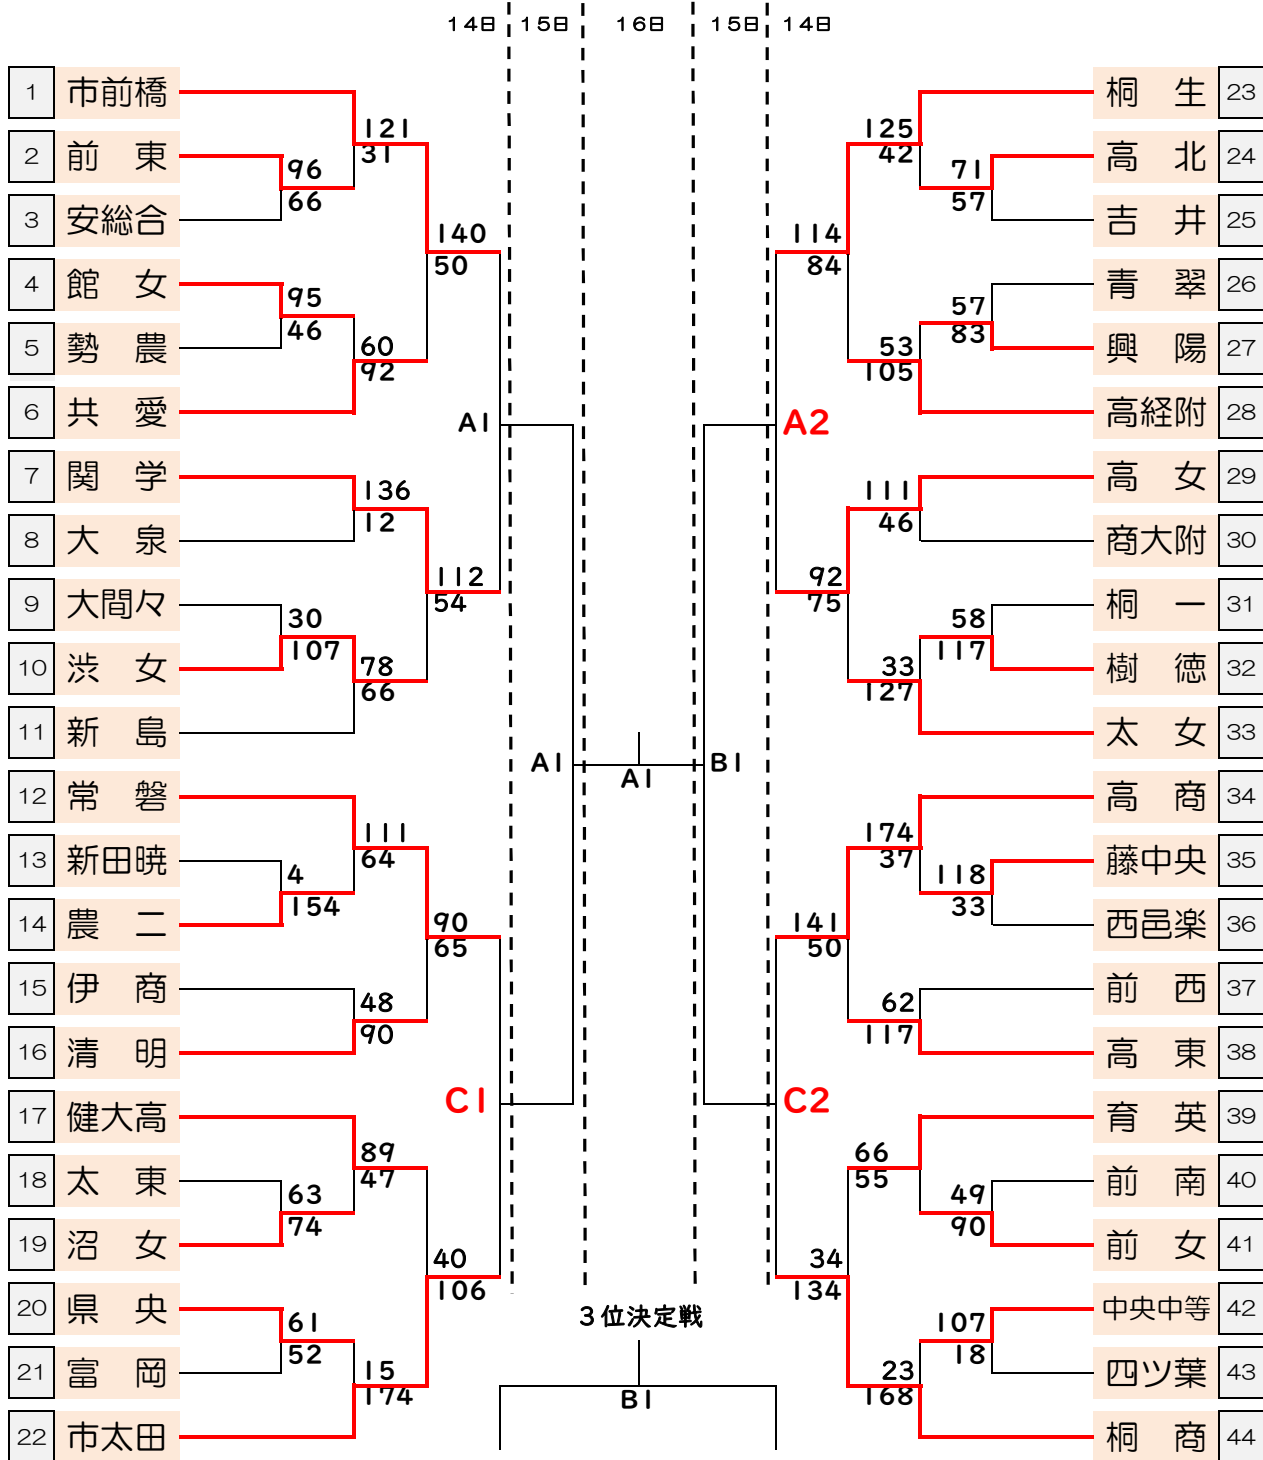 14日 15日 16日 15日 14日
1 市前橋
2 前 東
3 安総合
4 館 女
5 勢 農
6 共 愛
7 関 学
8 大 泉
9 大間々
10 渋 女
11 新 島
12 常 磐
13 新田暁
14 農 二
15 伊 商
16 清 明
17 健大高
18 太 東
19 沼 女
20 県 央
21 富 岡
22 市太田
121
31
96
66
95
46
60
92
140
50
136
12
30
107
78
66
112
54
111
64
4
154
48
90
90
65
89
47
63
74
61
52
15
174
40
106
A1
C1
A1
A1
B1
A2
C2
3位決定戦
B1
125
42
71
57
57
83
53
105
114
84
111
46
58
117
33
127
92
75
174
37
118
33
62
117
141
50
66
55
49
90
107
18
23
168
34
134
桐 生 23
高 北 24
吉 井 25
青 翠 26
興 陽 27
高経附 28
高 女 29
商大附 30
桐 一 31
樹 徳 32
太 女 33
高 商 34
藤中央 35
西邑楽 36
前 西 37
高 東 38
育 英 39
前 南 40
前 女 41
中央中等 42
四ツ葉 43
桐 商 44